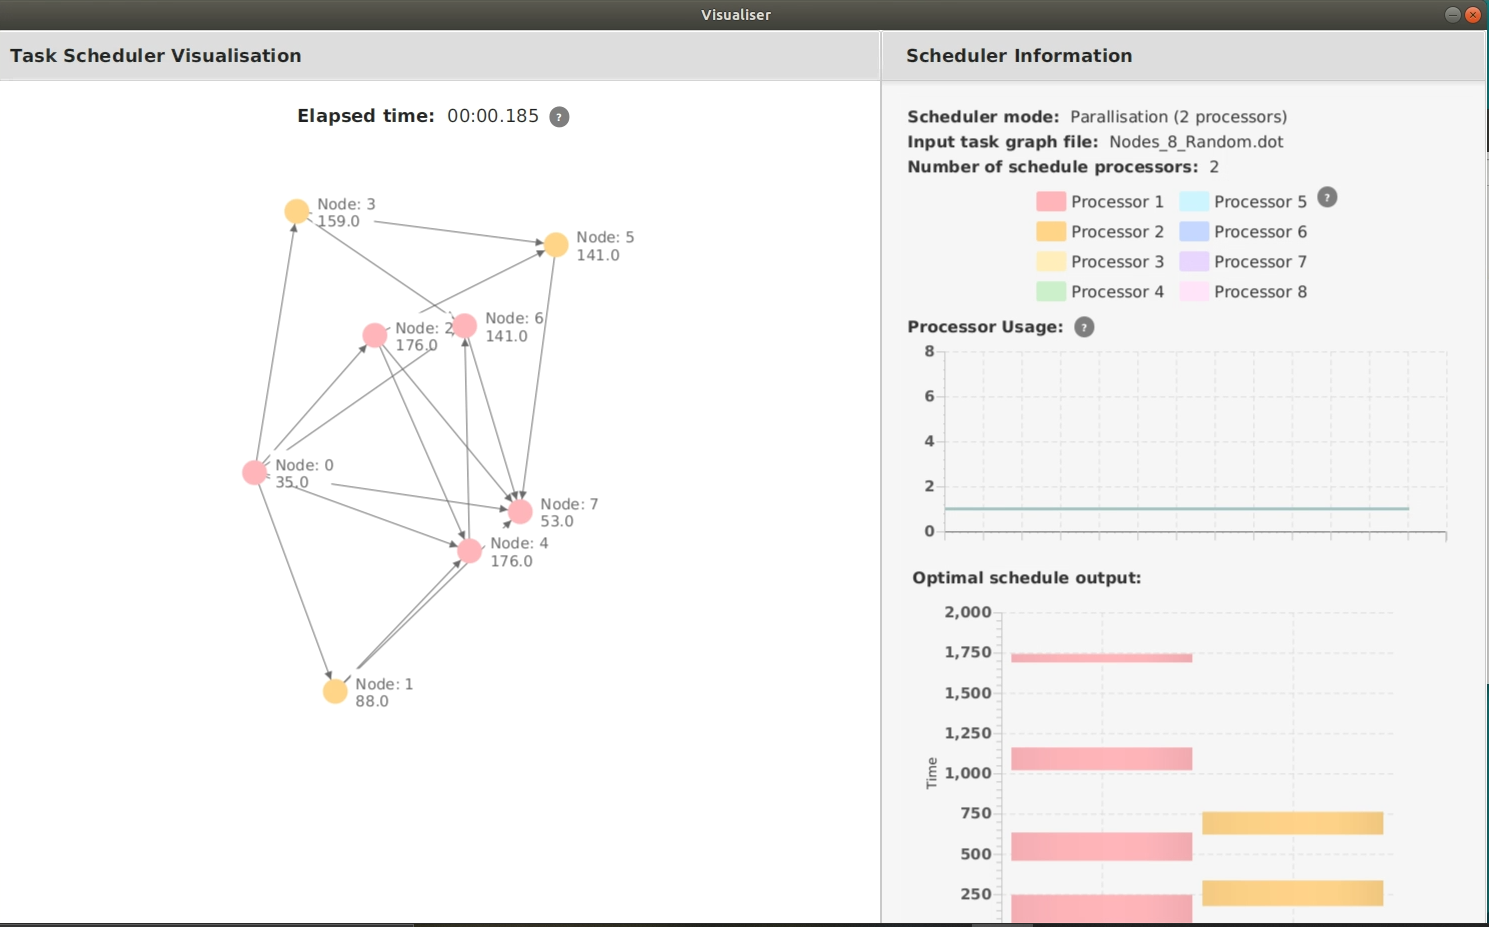 Visualiser
Task Scheduler Visualisation
Elapsed time: 00:00.185 ?
Node: 3
159.0
Node: 5
141.0
Node: 6
141.0
Node: 2
176.0
Node: 0
35.0
Node: 7
53.0
Node: 4
176.0
Node: 1
88.0
Scheduler Information
Scheduler mode: Parallisation (2 processors)
Input task graph file: Nodes_8_Random.dot
Number of schedule processors: 2
Processor 1 Processor 5 ?
Processor 2 Processor 6
Processor 3 Processor 7
Processor 4 Processor 8
Processor Usage: ?
8
6
4
2
0
Optimal schedule output:
2,000
1,750
1,500
1,250
1,000
750
500
250
Time